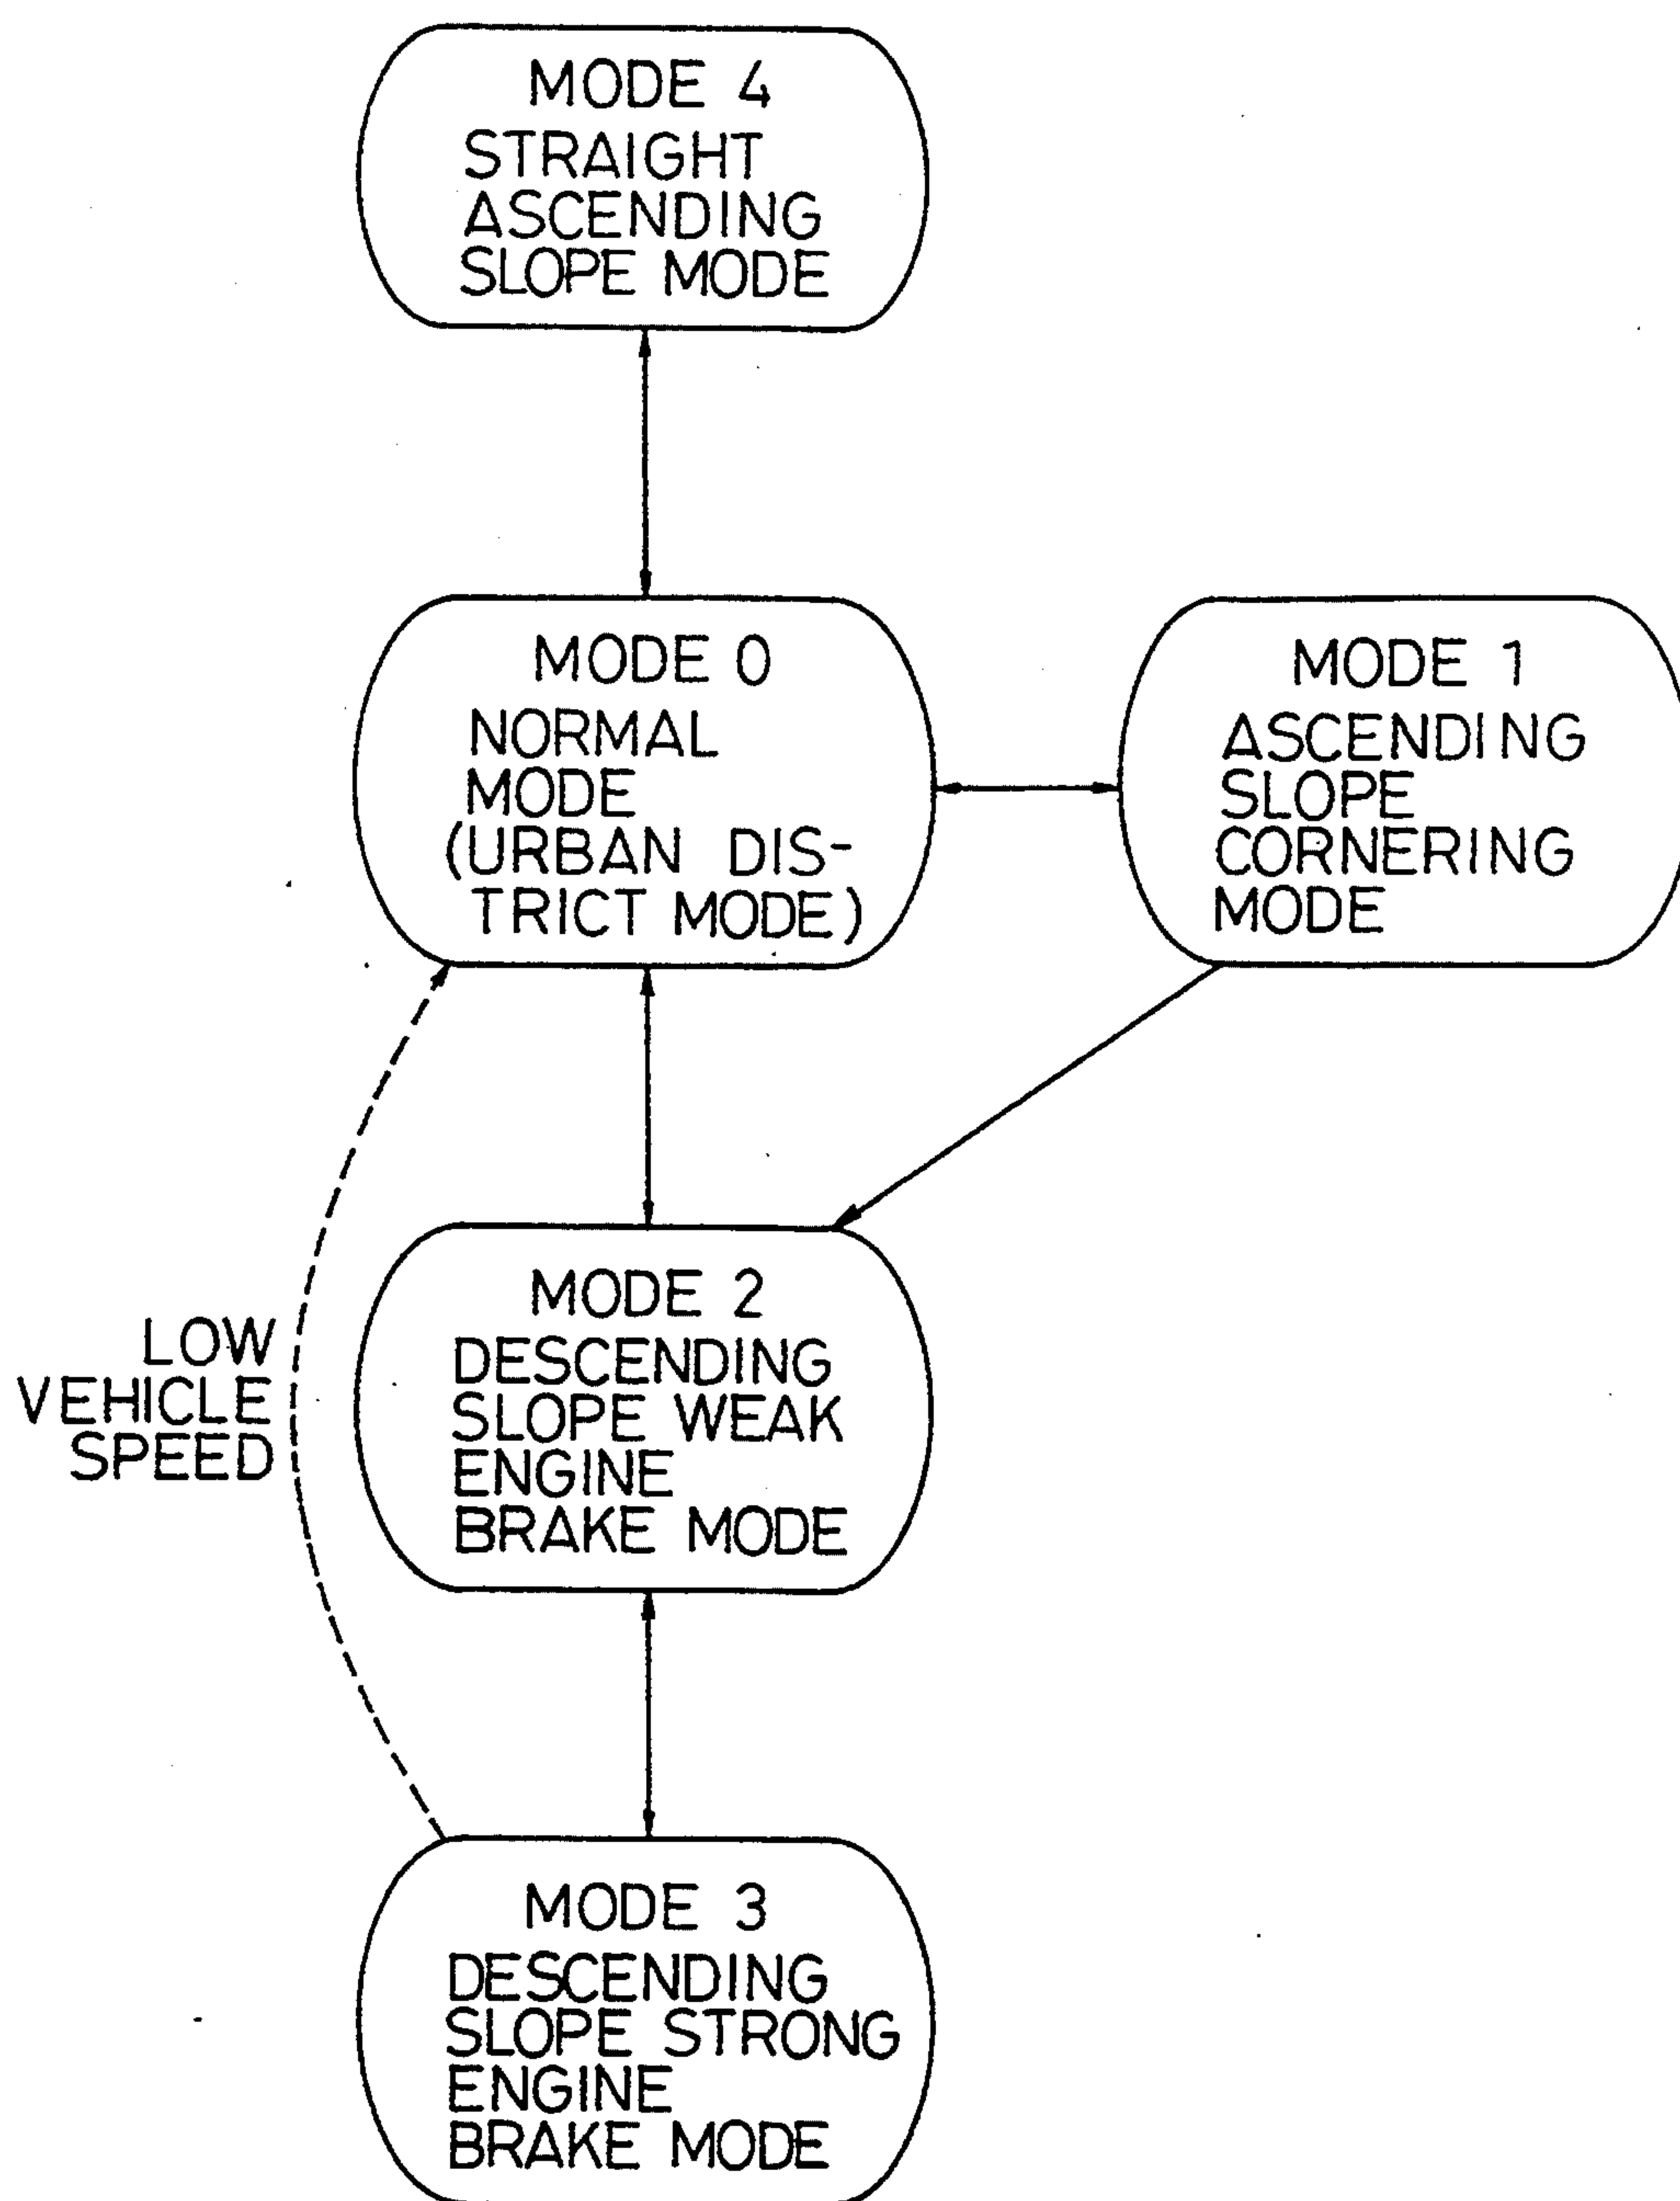 MODE 4
STRAIGHT
ASCENDING
SLOPE MODE
MODE 0
NORMAL
MODE
(URBAN DIS-
TRICT MODE)
MODE 1
ASCENDING
SLOPE
CORNERING
MODE
LOW
VEHICLE
SPEED
MODE 2
DESCENDING
SLOPE WEAK
ENGINE
BRAKE MODE
MODE 3
DESCENDING
SLOPE STRONG
ENGINE
BRAKE MODE